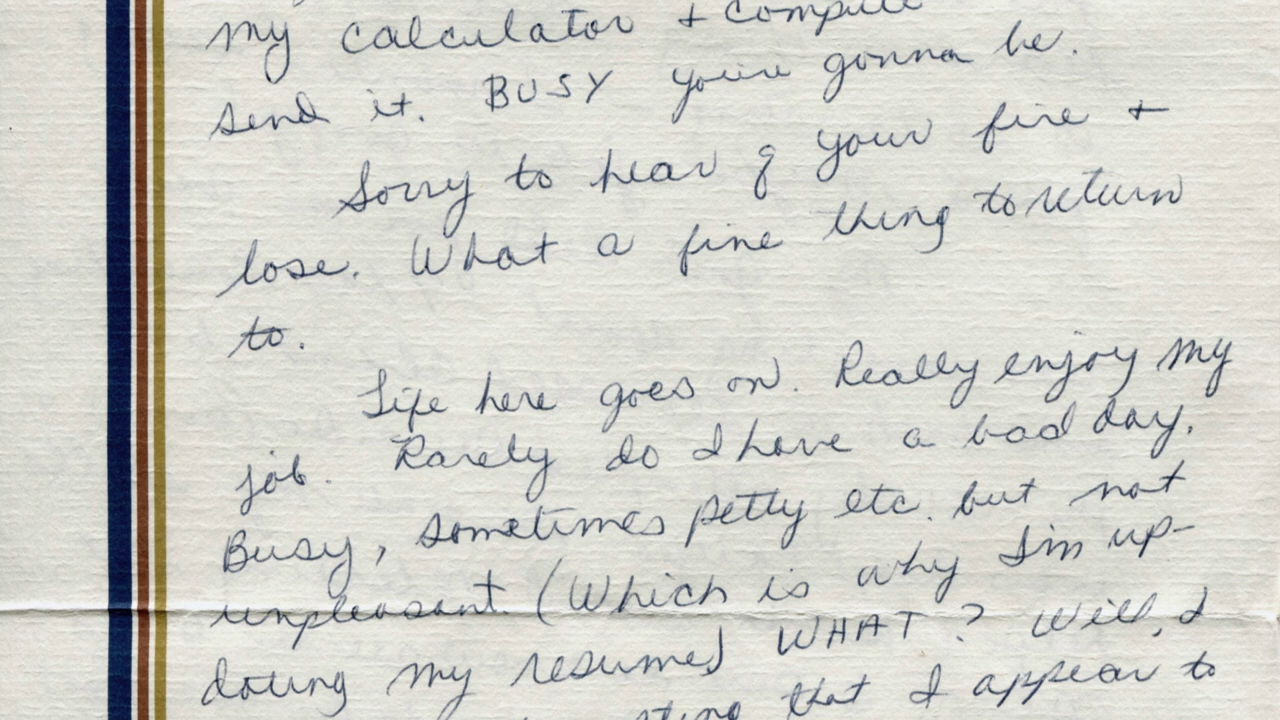 my calculator + compute
send it. BUSY you're gonna be.
Sorry to hear of your fire +
lose. What a fine thing to return
to.
Life here goes on. Really enjoy my
job. Rarely do I have a bad day.
Busy, sometimes petty etc. but not
unpleasant. (Which is why I'm up-
dating my resume) WHAT? Well, I
that I appear to